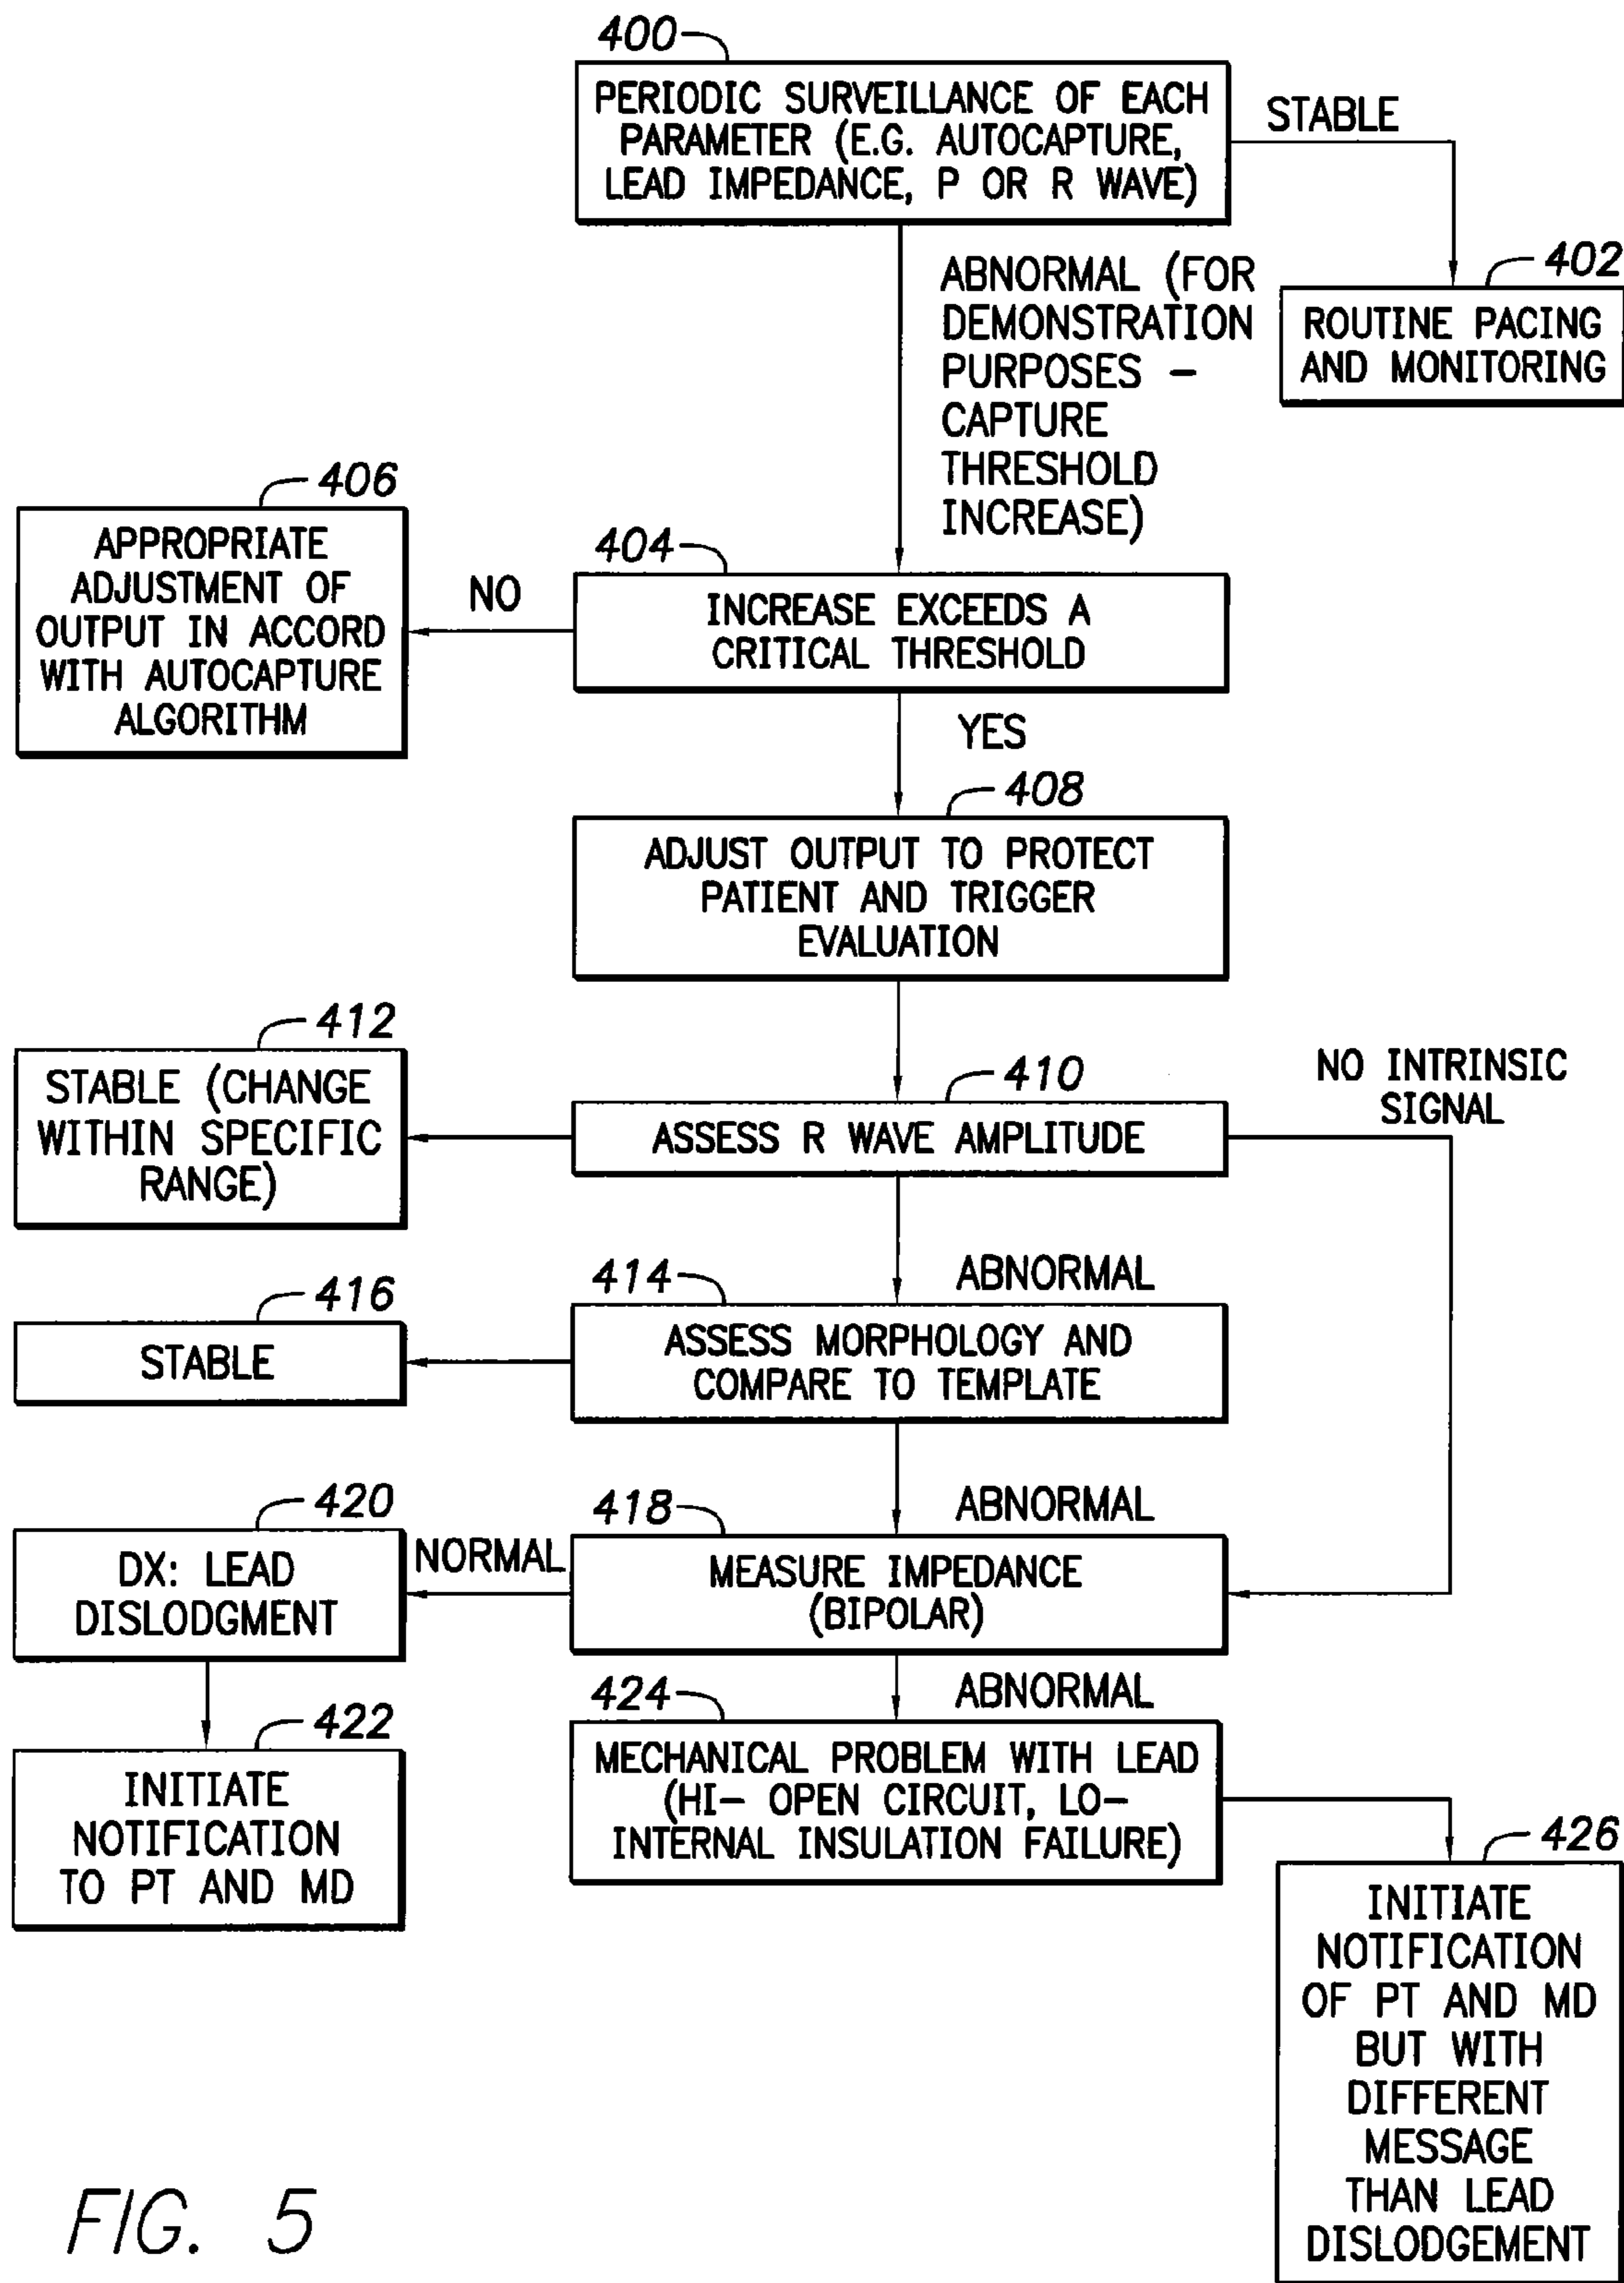 400
PERIODIC SURVEILLANCE OF EACH
PARAMETER (E.G. AUTOCAPTURE,
LEAD IMPEDANCE, P OR R WAVE)
STABLE
402
ROUTINE PACING
AND MONITORING
ABNORMAL (FOR
DEMONSTRATION
PURPOSES –
CAPTURE
THRESHOLD
INCREASE)
404
INCREASE EXCEEDS A
CRITICAL THRESHOLD
NO
406
APPROPRIATE
ADJUSTMENT OF
OUTPUT IN ACCORD
WITH AUTOCAPTURE
ALGORITHM
YES
408
ADJUST OUTPUT TO PROTECT
PATIENT AND TRIGGER
EVALUATION
410
ASSESS R WAVE AMPLITUDE
412
STABLE (CHANGE
WITHIN SPECIFIC
RANGE)
NO INTRINSIC
SIGNAL
ABNORMAL
414
ASSESS MORPHOLOGY AND
COMPARE TO TEMPLATE
416
STABLE
ABNORMAL
418
MEASURE IMPEDANCE
(BIPOLAR)
NORMAL
420
DX: LEAD
DISLODGMENT
422
INITIATE
NOTIFICATION
TO PT AND MD
ABNORMAL
424
MECHANICAL PROBLEM WITH LEAD
(HI– OPEN CIRCUIT, LO–
INTERNAL INSULATION FAILURE)
426
INITIATE
NOTIFICATION
OF PT AND MD
BUT WITH
DIFFERENT
MESSAGE
THAN LEAD
DISLODGEMENT
FIG. 5